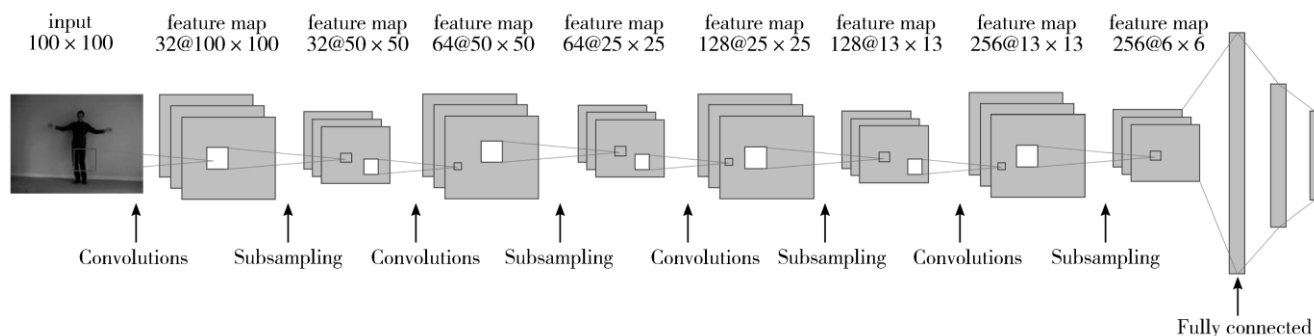 input
100 × 100
feature map
32@100 × 100
feature map
32@50 × 50
feature map
64@50 × 50
feature map
64@25 × 25
feature map
128@25 × 25
feature map
128@13 × 13
feature map
256@13 × 13
feature map
256@6 × 6
Convolutions
Subsampling
Convolutions
Subsampling
Convolutions
Subsampling
Convolutions
Subsampling
Fully connected